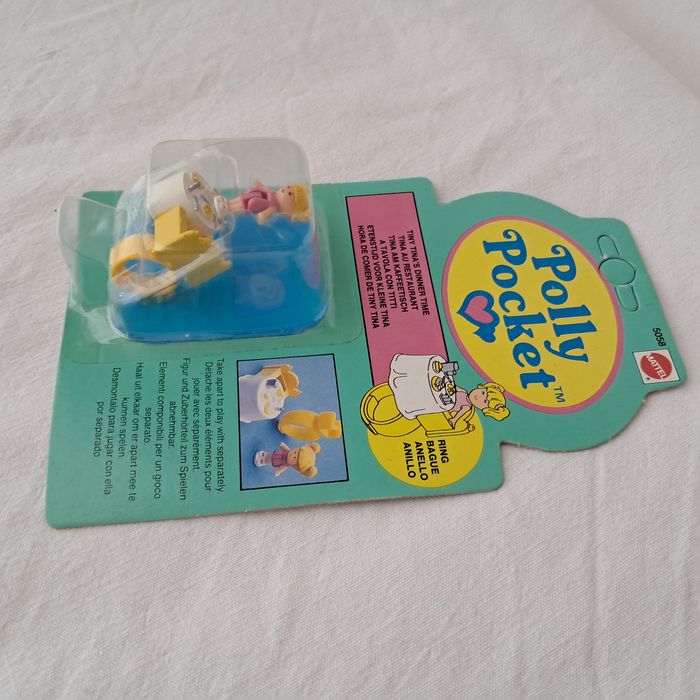 5058
MATTEL
Polly
Pocket™
TINY TINA'S DINNER TIME
TINA AU RESTAURANT
TINA AM KAFFEETISCH
A TAVOLA CON TITTI
ETENSTIJD VOOR KLEINE TINA
HORA DE COMER DE TINY TINA
RING
BAGUE
ANELLO
ANILLO
Take apart to play with separately
Détache les deux éléments pour
jouer avec séparément.
Figur und Zubehörteil zum Spielen
abnehmbar
Elementi componibili per un gioco
separato.
Haal uit elkaar om er apart mee te
kunnen spelen.
Desmontalo para jugar con ella
por separado